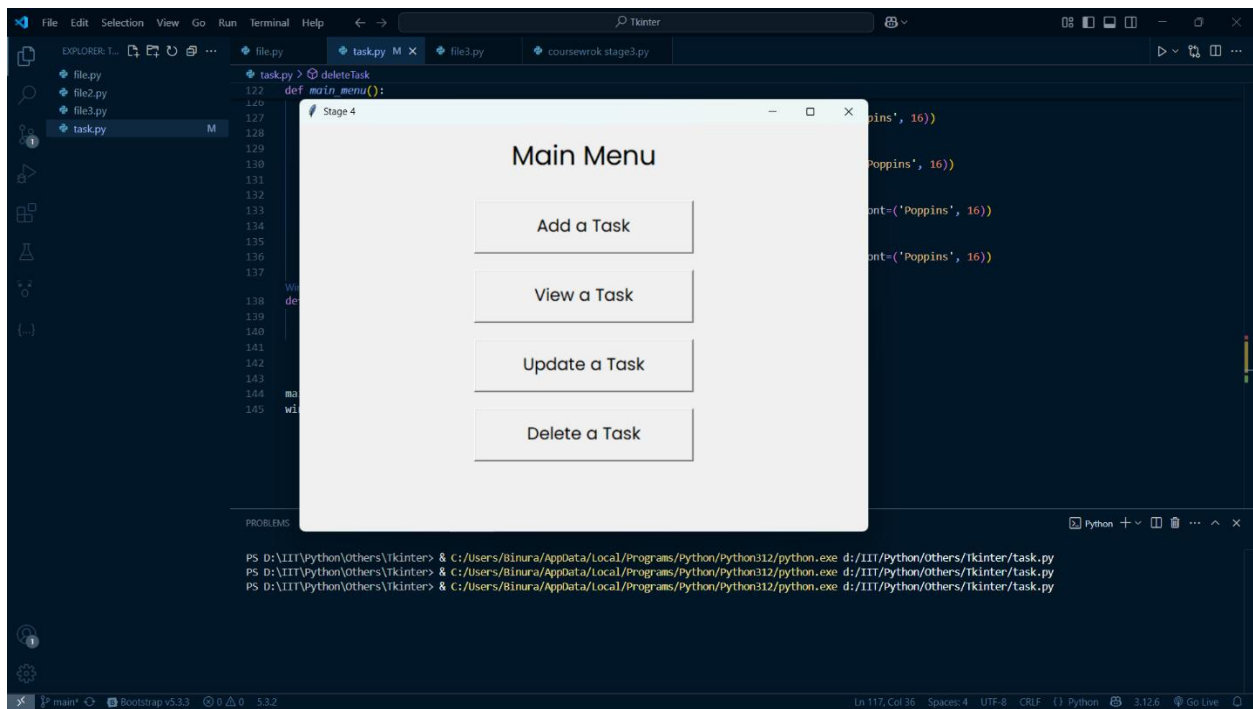 File Edit Selection View Go Run Terminal Help
Tkinter
EXPLORER: T...
file.py
file2.py
file3.py
task.py M
1
file.py task.py M file3.py coursewrok stage3.py
task.py > deleteTask
122 def main_menu():
126
127 pins', 16))
128
129
130 Poppins', 16))
131
132
133 ont=('Poppins', 16))
134
135
136 ont=('Poppins', 16))
137
138 de
139
140
141
142
143
144 ma
145 wi
Stage 4
Main Menu
Add a Task
View a Task
Update a Task
Delete a Task
PROBLEMS
Python
PS D:\IIT\Python\Others\Tkinter> & C:/Users/Binura/AppData/Local/Programs/Python/Python312/python.exe d:/IIT/Python/Others/Tkinter/task.py
PS D:\IIT\Python\Others\Tkinter> & C:/Users/Binura/AppData/Local/Programs/Python/Python312/python.exe d:/IIT/Python/Others/Tkinter/task.py
PS D:\IIT\Python\Others\Tkinter> & C:/Users/Binura/AppData/Local/Programs/Python/Python312/python.exe d:/IIT/Python/Others/Tkinter/task.py
1
main* Bootstrap v5.3.3 0 0 5.3.2 Ln 117, Col 36 Spaces: 4 UTF-8 CRLF {} Python 3.12.6 Go Live